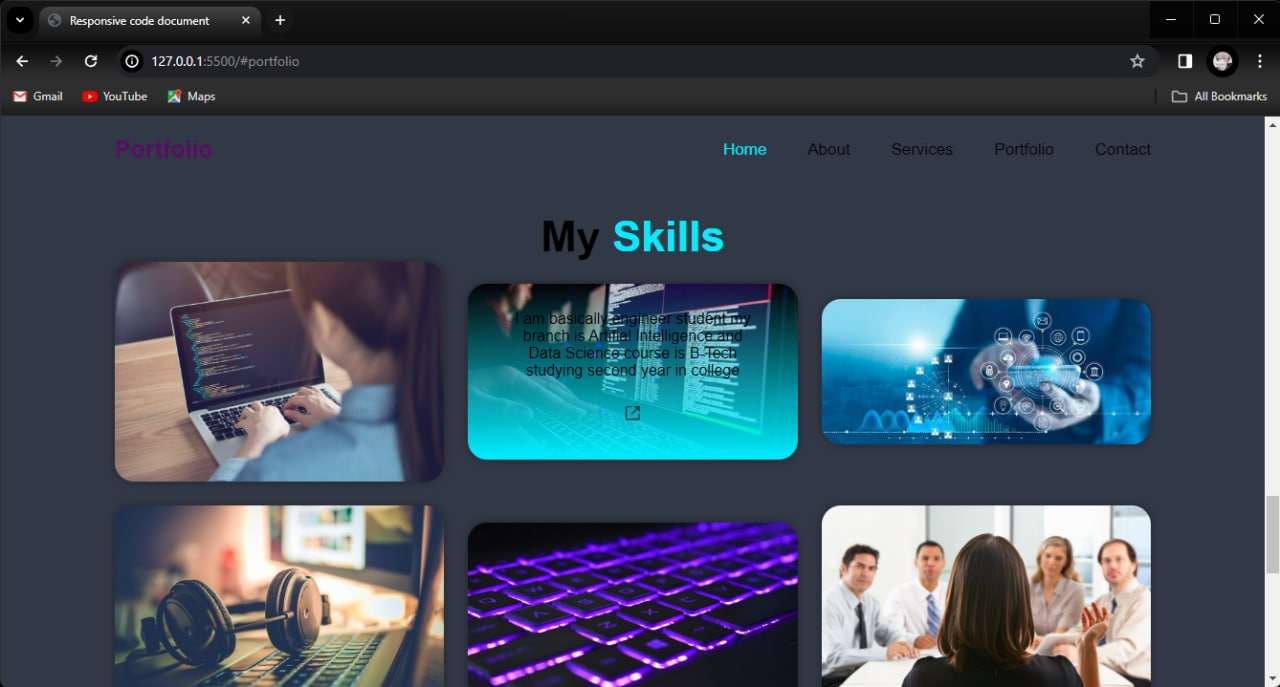 Responsive code document
127.0.0.1:5500/#portfolio
Gmail YouTube Maps All Bookmarks
Portfolio Home About Services Portfolio Contact
My Skills
I am basically engineer student my
branch is Artifial Intelligence and
Data Science course is B-Tech
studying second year in college